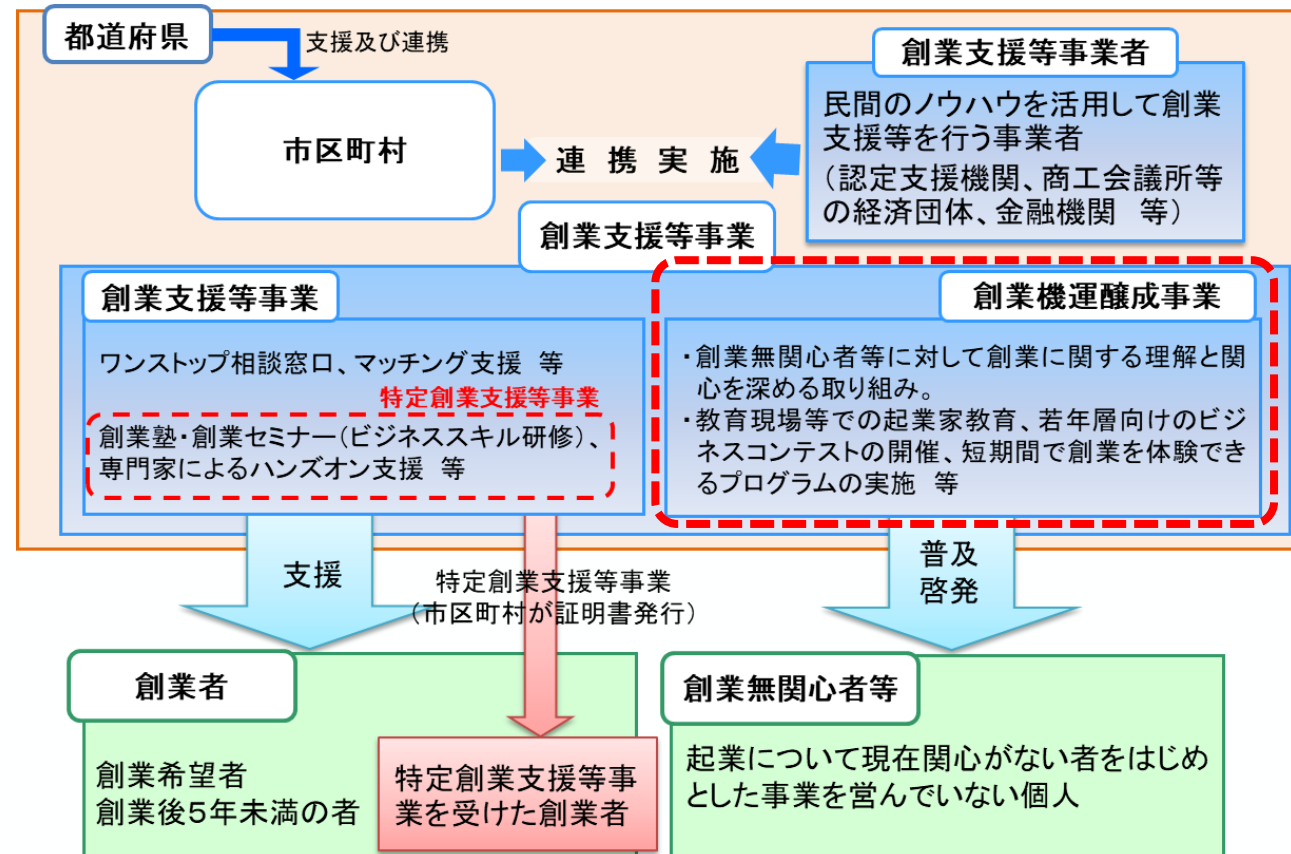 都道府県
支援及び連携
市区町村
連 携 実 施
創業支援等事業者
民間のノウハウを活用して創業
支援等を行う事業者
（認定支援機関、商工会議所等
の経済団体、金融機関　等）
創業支援等事業
創業支援等事業
ワンストップ相談窓口、マッチング支援　等
特定創業支援等事業
創業塾・創業セミナー（ビジネススキル研修）、
専門家によるハンズオン支援　等
創業機運醸成事業
・創業無関心者等に対して創業に関する理解と関
心を深める取り組み。
・教育現場等での起業家教育、若年層向けのビジ
ネスコンテストの開催、短期間で創業を体験でき
るプログラムの実施　等
支援
特定創業支援等事業
（市区町村が証明書発行）
普及
啓発
創業者
創業希望者
創業後５年未満の者
特定創業支援等事
業を受けた創業者
創業無関心者等
起業について現在関心がない者をはじめ
とした事業を営んでいない個人